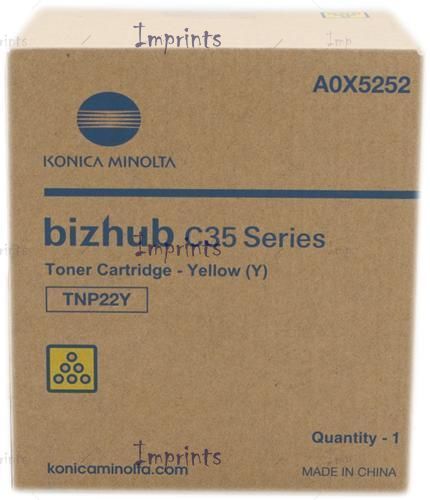 Imprints
A0X5252
KONICA MINOLTA
bizhub C35 Series
Imprints
Toner Cartridge - Yellow (Y)
TNP22Y
Quantity - 1
Imprints
konicaminolta.com
MADE IN CHINA